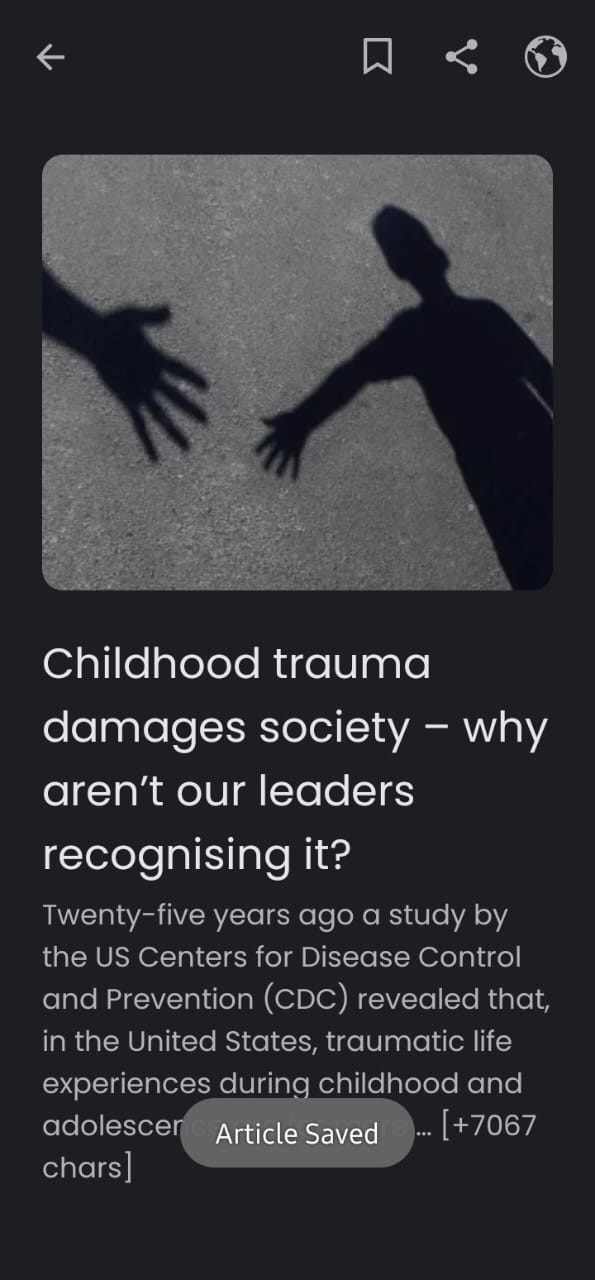 Childhood trauma
damages society – why
aren’t our leaders
recognising it?
Twenty-five years ago a study by
the US Centers for Disease Control
and Prevention (CDC) revealed that,
in the United States, traumatic life
experiences during childhood and
… [+7067
Article Saved
chars]